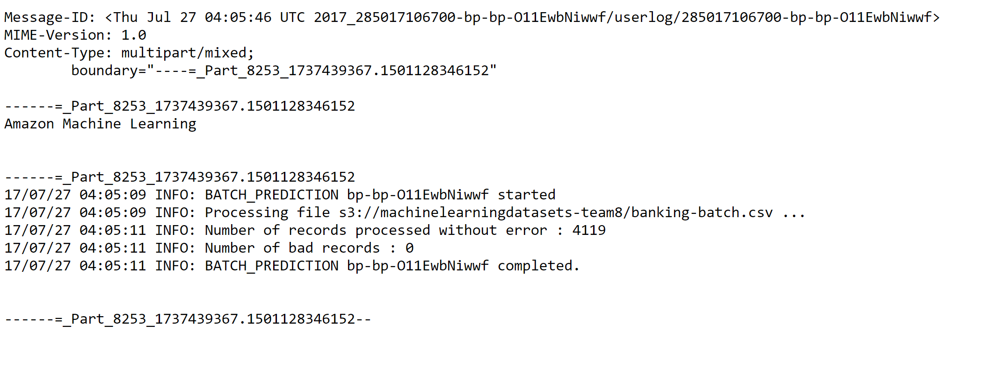 Message-ID: <Thu Jul 27 04:05:46 UTC 2017_285017106700-bp-bp-O11EwbNiwwf/userlog/285017106700-bp-bp-O11EwbNiwwf>
MIME-Version: 1.0
Content-Type: multipart/mixed;
        boundary="----=_Part_8253_1737439367.1501128346152"
------=_Part_8253_1737439367.1501128346152
Amazon Machine Learning
------=_Part_8253_1737439367.1501128346152
17/07/27 04:05:09 INFO: BATCH_PREDICTION bp-bp-O11EwbNiwwf started
17/07/27 04:05:09 INFO: Processing file s3://machinelearningdatasets-team8/banking-batch.csv ...
17/07/27 04:05:11 INFO: Number of records processed without error : 4119
17/07/27 04:05:11 INFO: Number of bad records : 0
17/07/27 04:05:11 INFO: BATCH_PREDICTION bp-bp-O11EwbNiwwf completed.
------=_Part_8253_1737439367.1501128346152--